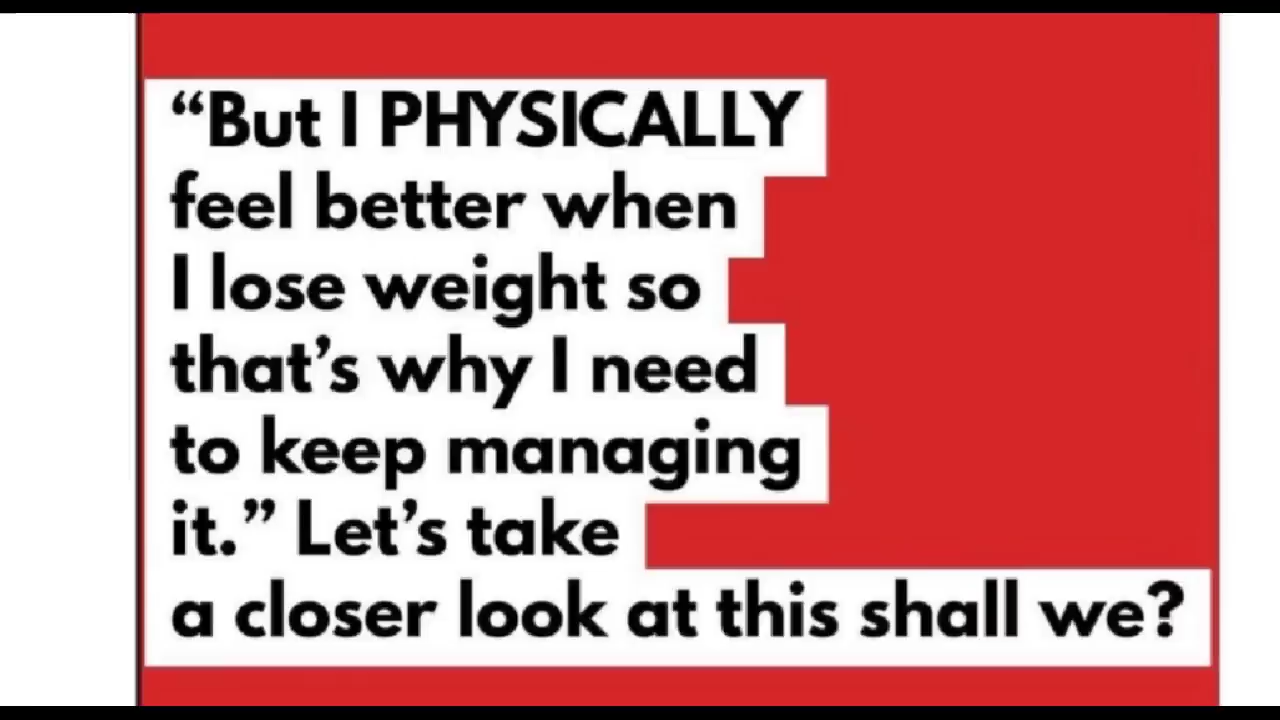 “But I PHYSICALLY
feel better when
I lose weight so
that’s why I need
to keep managing
it.” Let’s take
a closer look at this shall we?